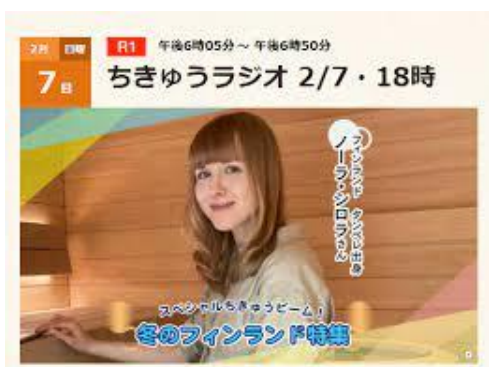 2月 日曜
7日
R1 午後6時05分～午後6時50分
ちきゅうラジオ 2/7・18時
フィンランド タンペレ出身
ノーラ・シロラさん
スペシャルちきゅうビーム！
冬のフィンランド特集